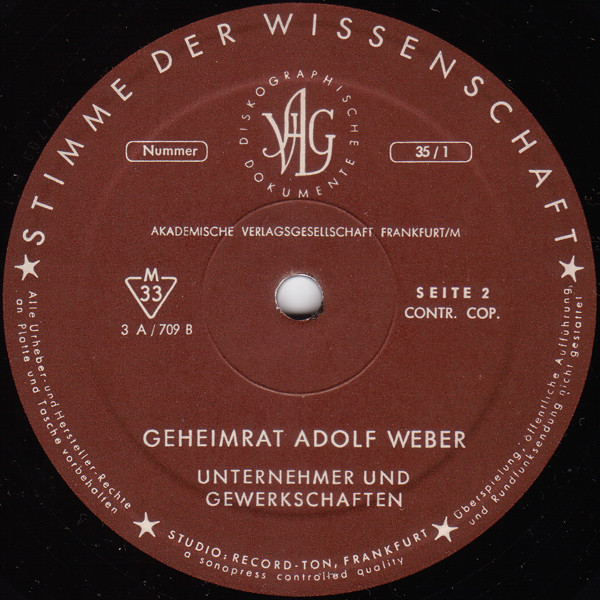 ★ STIMME DER WISSENSCHAFT ★
DISKOGRAPHISCHE
VAG
DOKUMENTE
Nummer
35/1
AKADEMISCHE VERLAGSGESELLSCHAFT FRANKFURT/M
M
33
3 A/709 B
SEITE 2
CONTR. COP.
GEHEIMRAT ADOLF WEBER
UNTERNEHMER UND
GEWERKSCHAFTEN
Alle Urheber- und Hersteller-Rechte
an Platte und Tasche vorbehalten
★ STUDIO: RECORD-TON, FRANKFURT ★
a sonopress controlled quality
Überspielung, öffentliche Aufführung,
und Rundfunksendung nicht gestattet